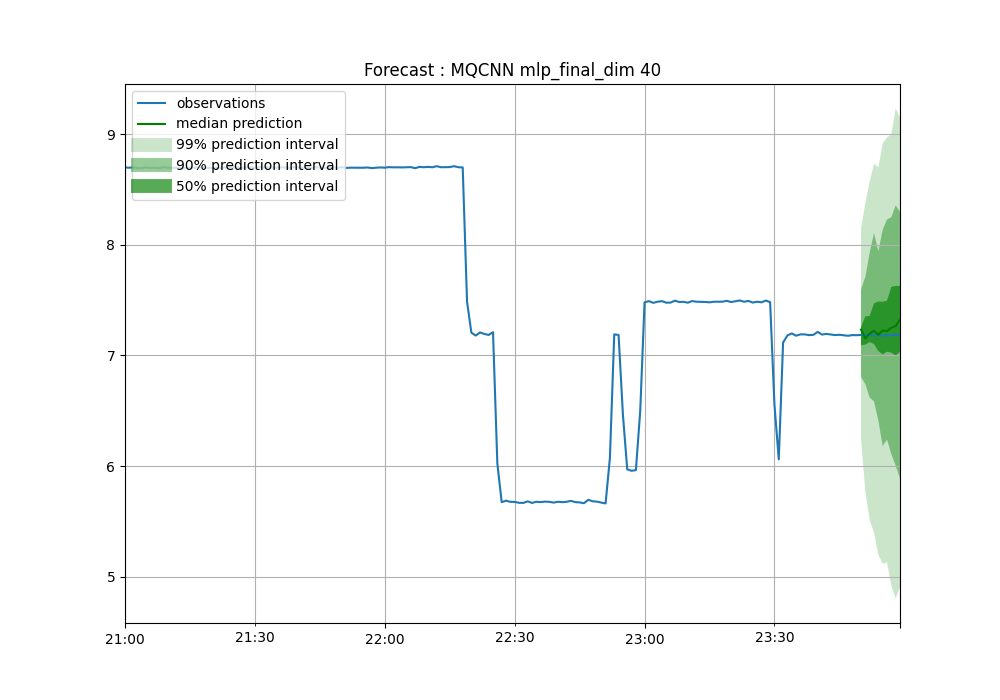 Forecast : MQCNN mlp_final_dim 40
observations
median prediction
99% prediction interval
90% prediction interval
50% prediction interval
9
8
7
6
5
21:00
21:30
22:00
22:30
23:00
23:30